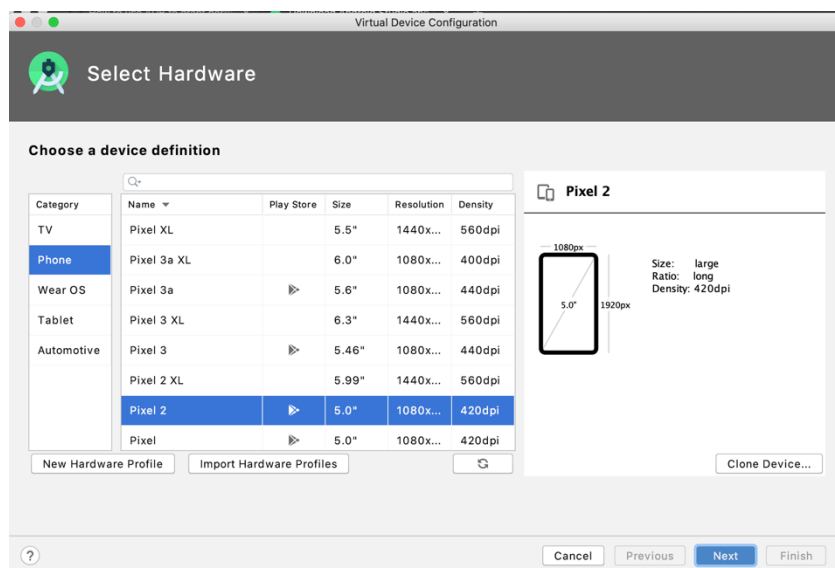 Virtual Device Configuration
Select Hardware
Choose a device definition
Category
TV
Phone
Wear OS
Tablet
Automotive
Name Play Store Size Resolution Density
Pixel XL 5.5" 1440x... 560dpi
Pixel 3a XL 6.0" 1080x... 400dpi
Pixel 3a 5.6" 1080x... 440dpi
Pixel 3 XL 6.3" 1440x... 560dpi
Pixel 3 5.46" 1080x... 440dpi
Pixel 2 XL 5.99" 1440x... 560dpi
Pixel 2 5.0" 1080x... 420dpi
Pixel 5.0" 1080x... 420dpi
New Hardware Profile Import Hardware Profiles
Pixel 2
1080px
5.0"
1920px
Size: large
Ratio: long
Density: 420dpi
Clone Device...
? Cancel Previous Next Finish